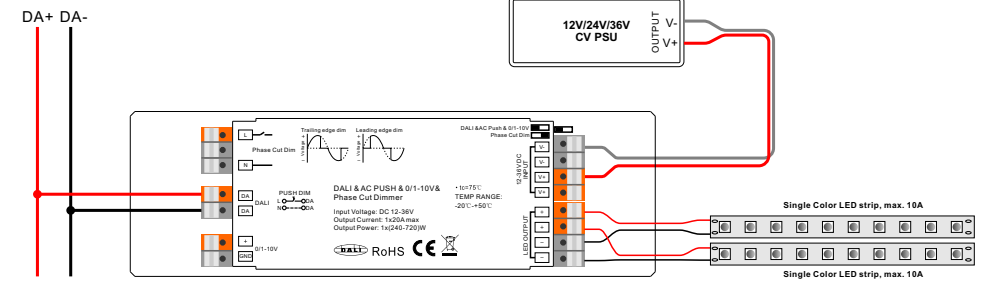 DA+ DA-
12V/24V/36V
CV PSU
OUTPUT
V-
V+
Trailing edge dim
Leading edge dim
DALI &AC Push & 0/1-10V
Phase Cut Dim
L
Phase Cut Dim
N
Voltage
Voltage
12-36VDC
INPUT
V-
V-
V+
V+
DA
DALI
DA
PUSH DIM
L DA
N DA
DALI & AC PUSH & 0/1-10V&
Phase Cut Dimmer
Input Voltage: DC 12-36V
Output Current: 1x20A max
Output Power: 1x(240-720)W
• tc=75℃
TEMP RANGE:
-20℃-+50℃
LED OUTPUT
+
+
−
−
+
0/1-10V
GND
DALI RoHS CE
Single Color LED strip, max. 10A
Single Color LED strip, max. 10A